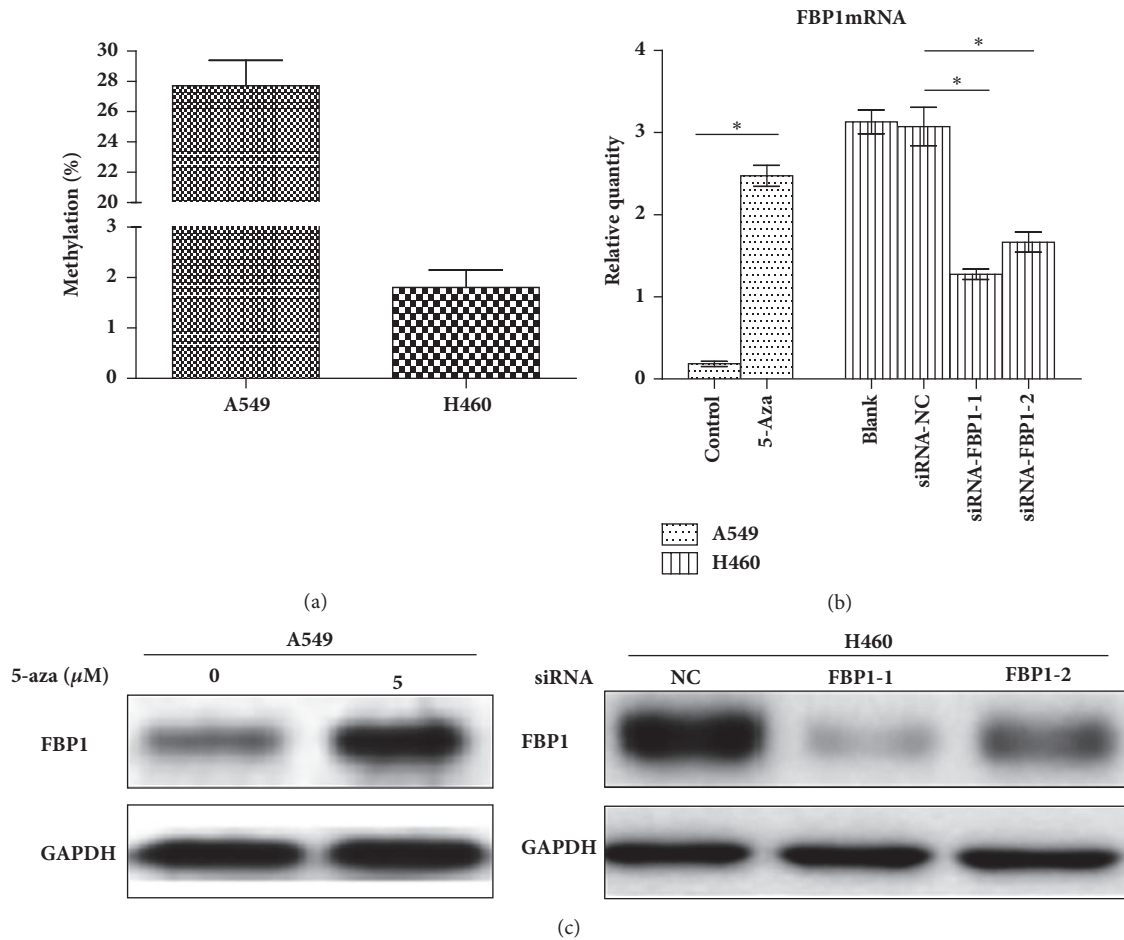 30
28
26
24
22
20
3
2
1
0
Methylation (%)
A549
H460
(a)
FBP1mRNA
4
3
2
1
0
Relative quantity
*
*
*
Control
5-Aza
Blank
siRNA-NC
siRNA-FBP1-1
siRNA-FBP1-2
A549
H460
(b)
A549
5-aza (μM) 0 5
FBP1
GAPDH
H460
siRNA NC FBP1-1 FBP1-2
FBP1
GAPDH
(c)